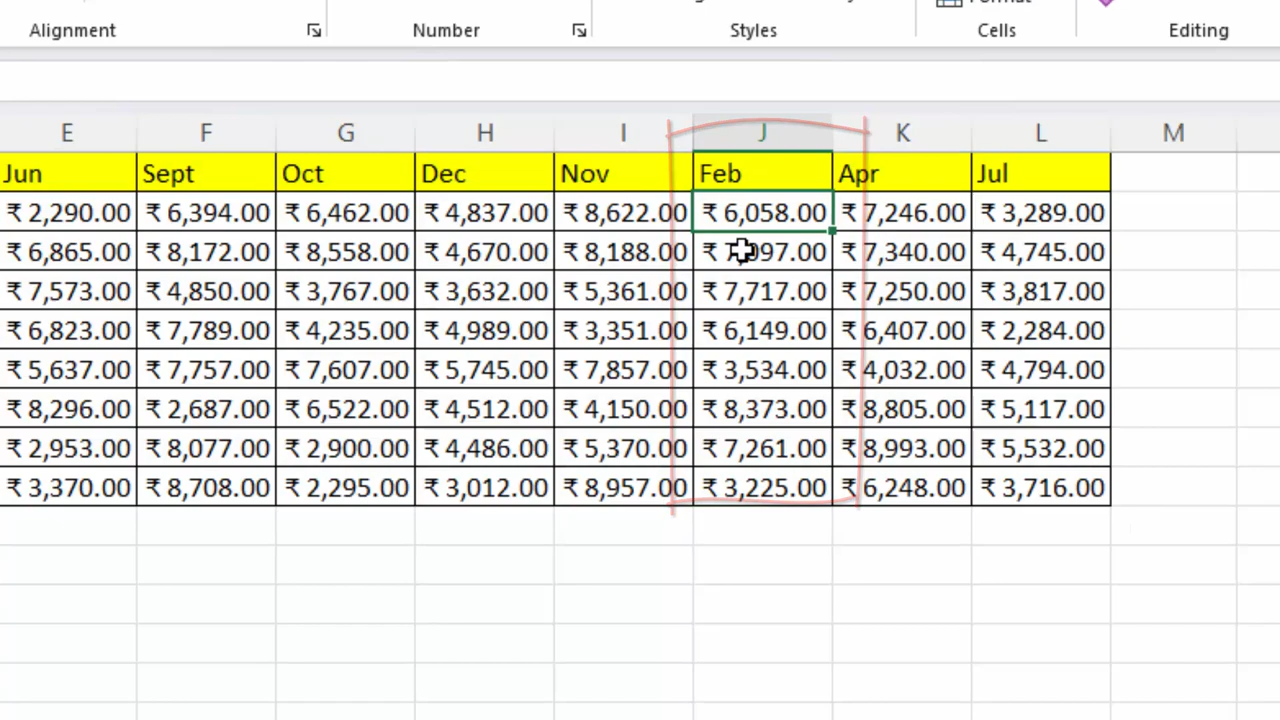 Alignment Number Styles Cells Editing
E F G H I J K L M
Jun Sept Oct Dec Nov Feb Apr Jul
₹ 2,290.00 ₹ 6,394.00 ₹ 6,462.00 ₹ 4,837.00 ₹ 8,622.00 ₹ 6,058.00 ₹ 7,246.00 ₹ 3,289.00
₹ 6,865.00 ₹ 8,172.00 ₹ 8,558.00 ₹ 4,670.00 ₹ 8,188.00 ₹ 7,097.00 ₹ 7,340.00 ₹ 4,745.00
₹ 7,573.00 ₹ 4,850.00 ₹ 3,767.00 ₹ 3,632.00 ₹ 5,361.00 ₹ 7,717.00 ₹ 7,250.00 ₹ 3,817.00
₹ 6,823.00 ₹ 7,789.00 ₹ 4,235.00 ₹ 4,989.00 ₹ 3,351.00 ₹ 6,149.00 ₹ 6,407.00 ₹ 2,284.00
₹ 5,637.00 ₹ 7,757.00 ₹ 7,607.00 ₹ 5,745.00 ₹ 7,857.00 ₹ 3,534.00 ₹ 4,032.00 ₹ 4,794.00
₹ 8,296.00 ₹ 2,687.00 ₹ 6,522.00 ₹ 4,512.00 ₹ 4,150.00 ₹ 8,373.00 ₹ 8,805.00 ₹ 5,117.00
₹ 2,953.00 ₹ 8,077.00 ₹ 2,900.00 ₹ 4,486.00 ₹ 5,370.00 ₹ 7,261.00 ₹ 8,993.00 ₹ 5,532.00
₹ 3,370.00 ₹ 8,708.00 ₹ 2,295.00 ₹ 3,012.00 ₹ 8,957.00 ₹ 3,225.00 ₹ 6,248.00 ₹ 3,716.00